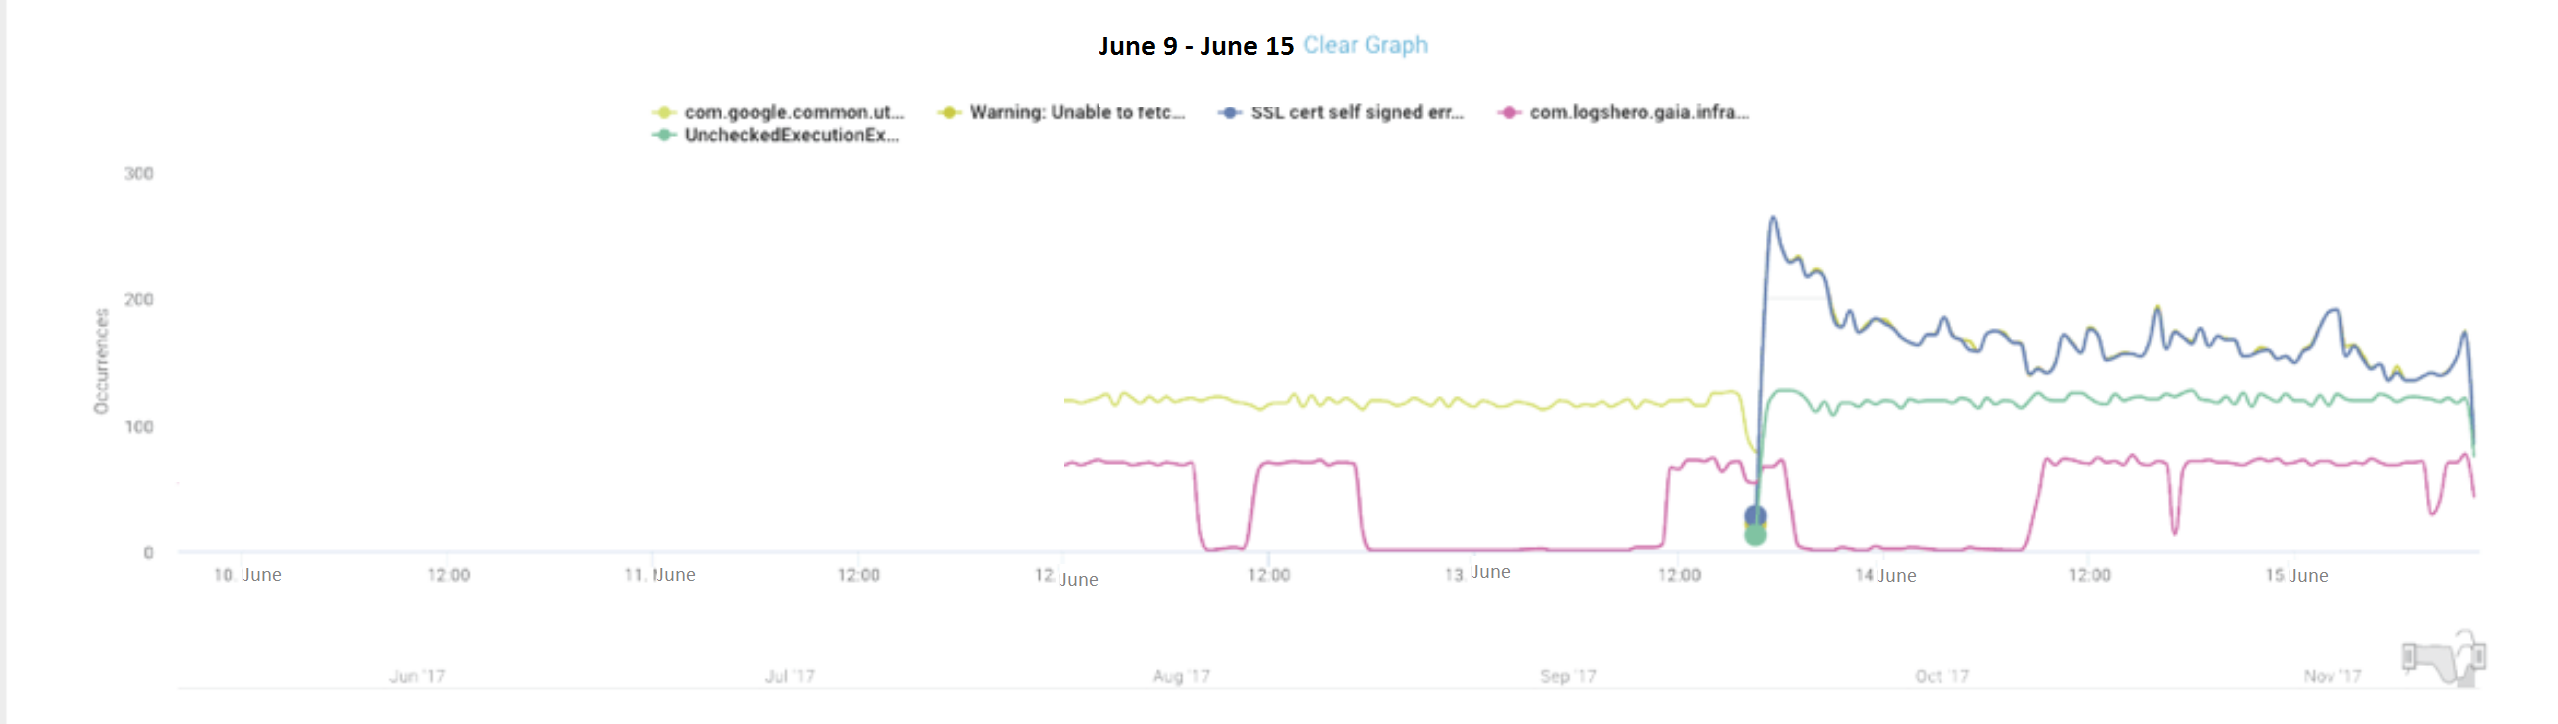 June 9 - June 15 Clear Graph
com.google.common.ut... Warning: Unable to fetc... SSL cert self signed err... com.logshero.gaia.infra...
UncheckedExecutionEx...
300
200
100
0
Occurrences
10. June 12:00 11. June 12:00 12. June 12:00 13. June 12:00 14 June 12:00 15 June
Jun '17 Jul '17 Aug '17 Sep '17 Oct '17 Nov '17